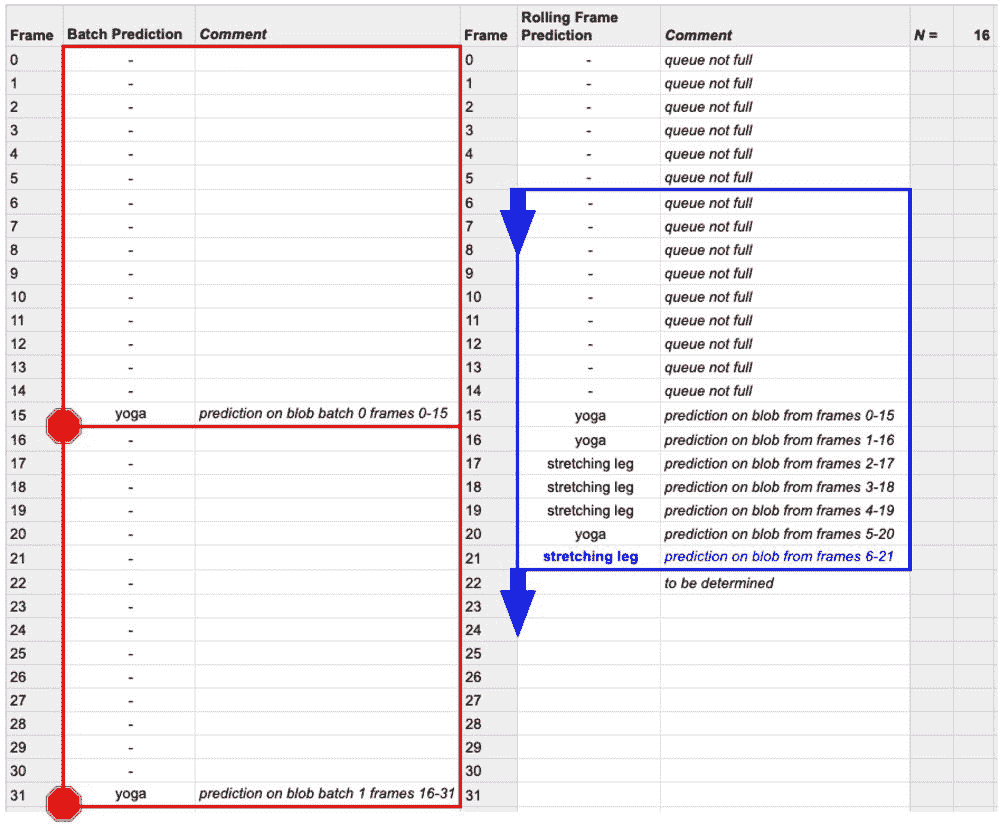 Frame Batch Prediction Comment Frame Rolling Frame Prediction Comment N = 16
0 - 0 - queue not full
1 - 1 - queue not full
2 - 2 - queue not full
3 - 3 - queue not full
4 - 4 - queue not full
5 - 5 - queue not full
6 - 6 - queue not full
7 - 7 - queue not full
8 - 8 - queue not full
9 - 9 - queue not full
10 - 10 - queue not full
11 - 11 - queue not full
12 - 12 - queue not full
13 - 13 - queue not full
14 - 14 - queue not full
15 yoga prediction on blob batch 0 frames 0-15 15 yoga prediction on blob from frames 0-15
16 - 16 yoga prediction on blob from frames 1-16
17 - 17 stretching leg prediction on blob from frames 2-17
18 - 18 stretching leg prediction on blob from frames 3-18
19 - 19 stretching leg prediction on blob from frames 4-19
20 - 20 yoga prediction on blob from frames 5-20
21 - 21 stretching leg prediction on blob from frames 6-21
22 - 22 to be determined
23 - 23
24 - 24
25 - 25
26 - 26
27 - 27
28 - 28
29 - 29
30 - 30
31 yoga prediction on blob batch 1 frames 16-31 31